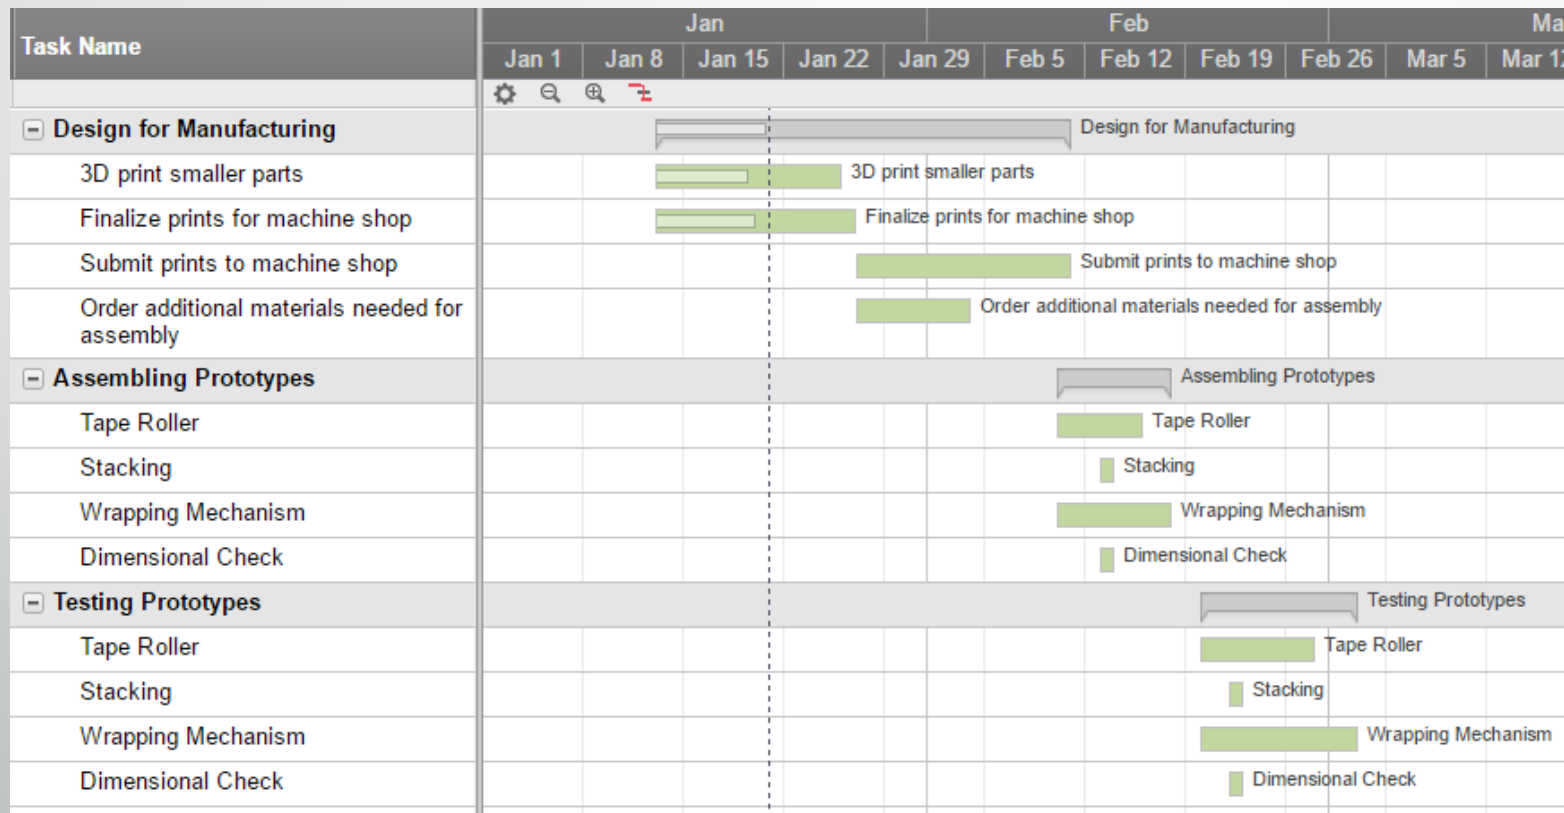 Task Name
Jan
Feb
Ma
Jan 1
Jan 8
Jan 15
Jan 22
Jan 29
Feb 5
Feb 12
Feb 19
Feb 26
Mar 5
Mar 12
Design for Manufacturing
Design for Manufacturing
3D print smaller parts
3D print smaller parts
Finalize prints for machine shop
Finalize prints for machine shop
Submit prints to machine shop
Submit prints to machine shop
Order additional materials needed for
assembly
Order additional materials needed for assembly
Assembling Prototypes
Assembling Prototypes
Tape Roller
Tape Roller
Stacking
Stacking
Wrapping Mechanism
Wrapping Mechanism
Dimensional Check
Dimensional Check
Testing Prototypes
Testing Prototypes
Tape Roller
Tape Roller
Stacking
Stacking
Wrapping Mechanism
Wrapping Mechanism
Dimensional Check
Dimensional Check